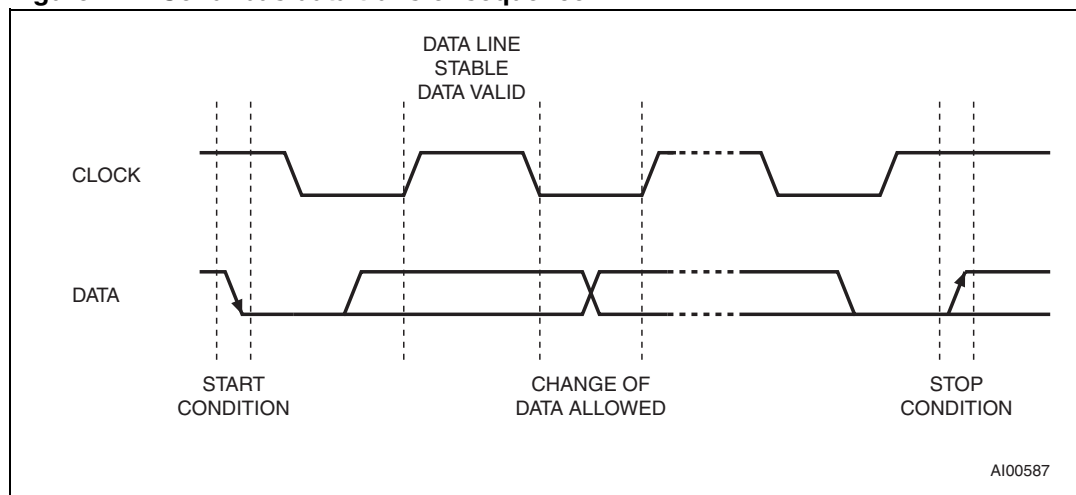 DATA LINE
STABLE
DATA VALID
CLOCK
DATA
START
CONDITION
CHANGE OF
DATA ALLOWED
STOP
CONDITION
AI00587